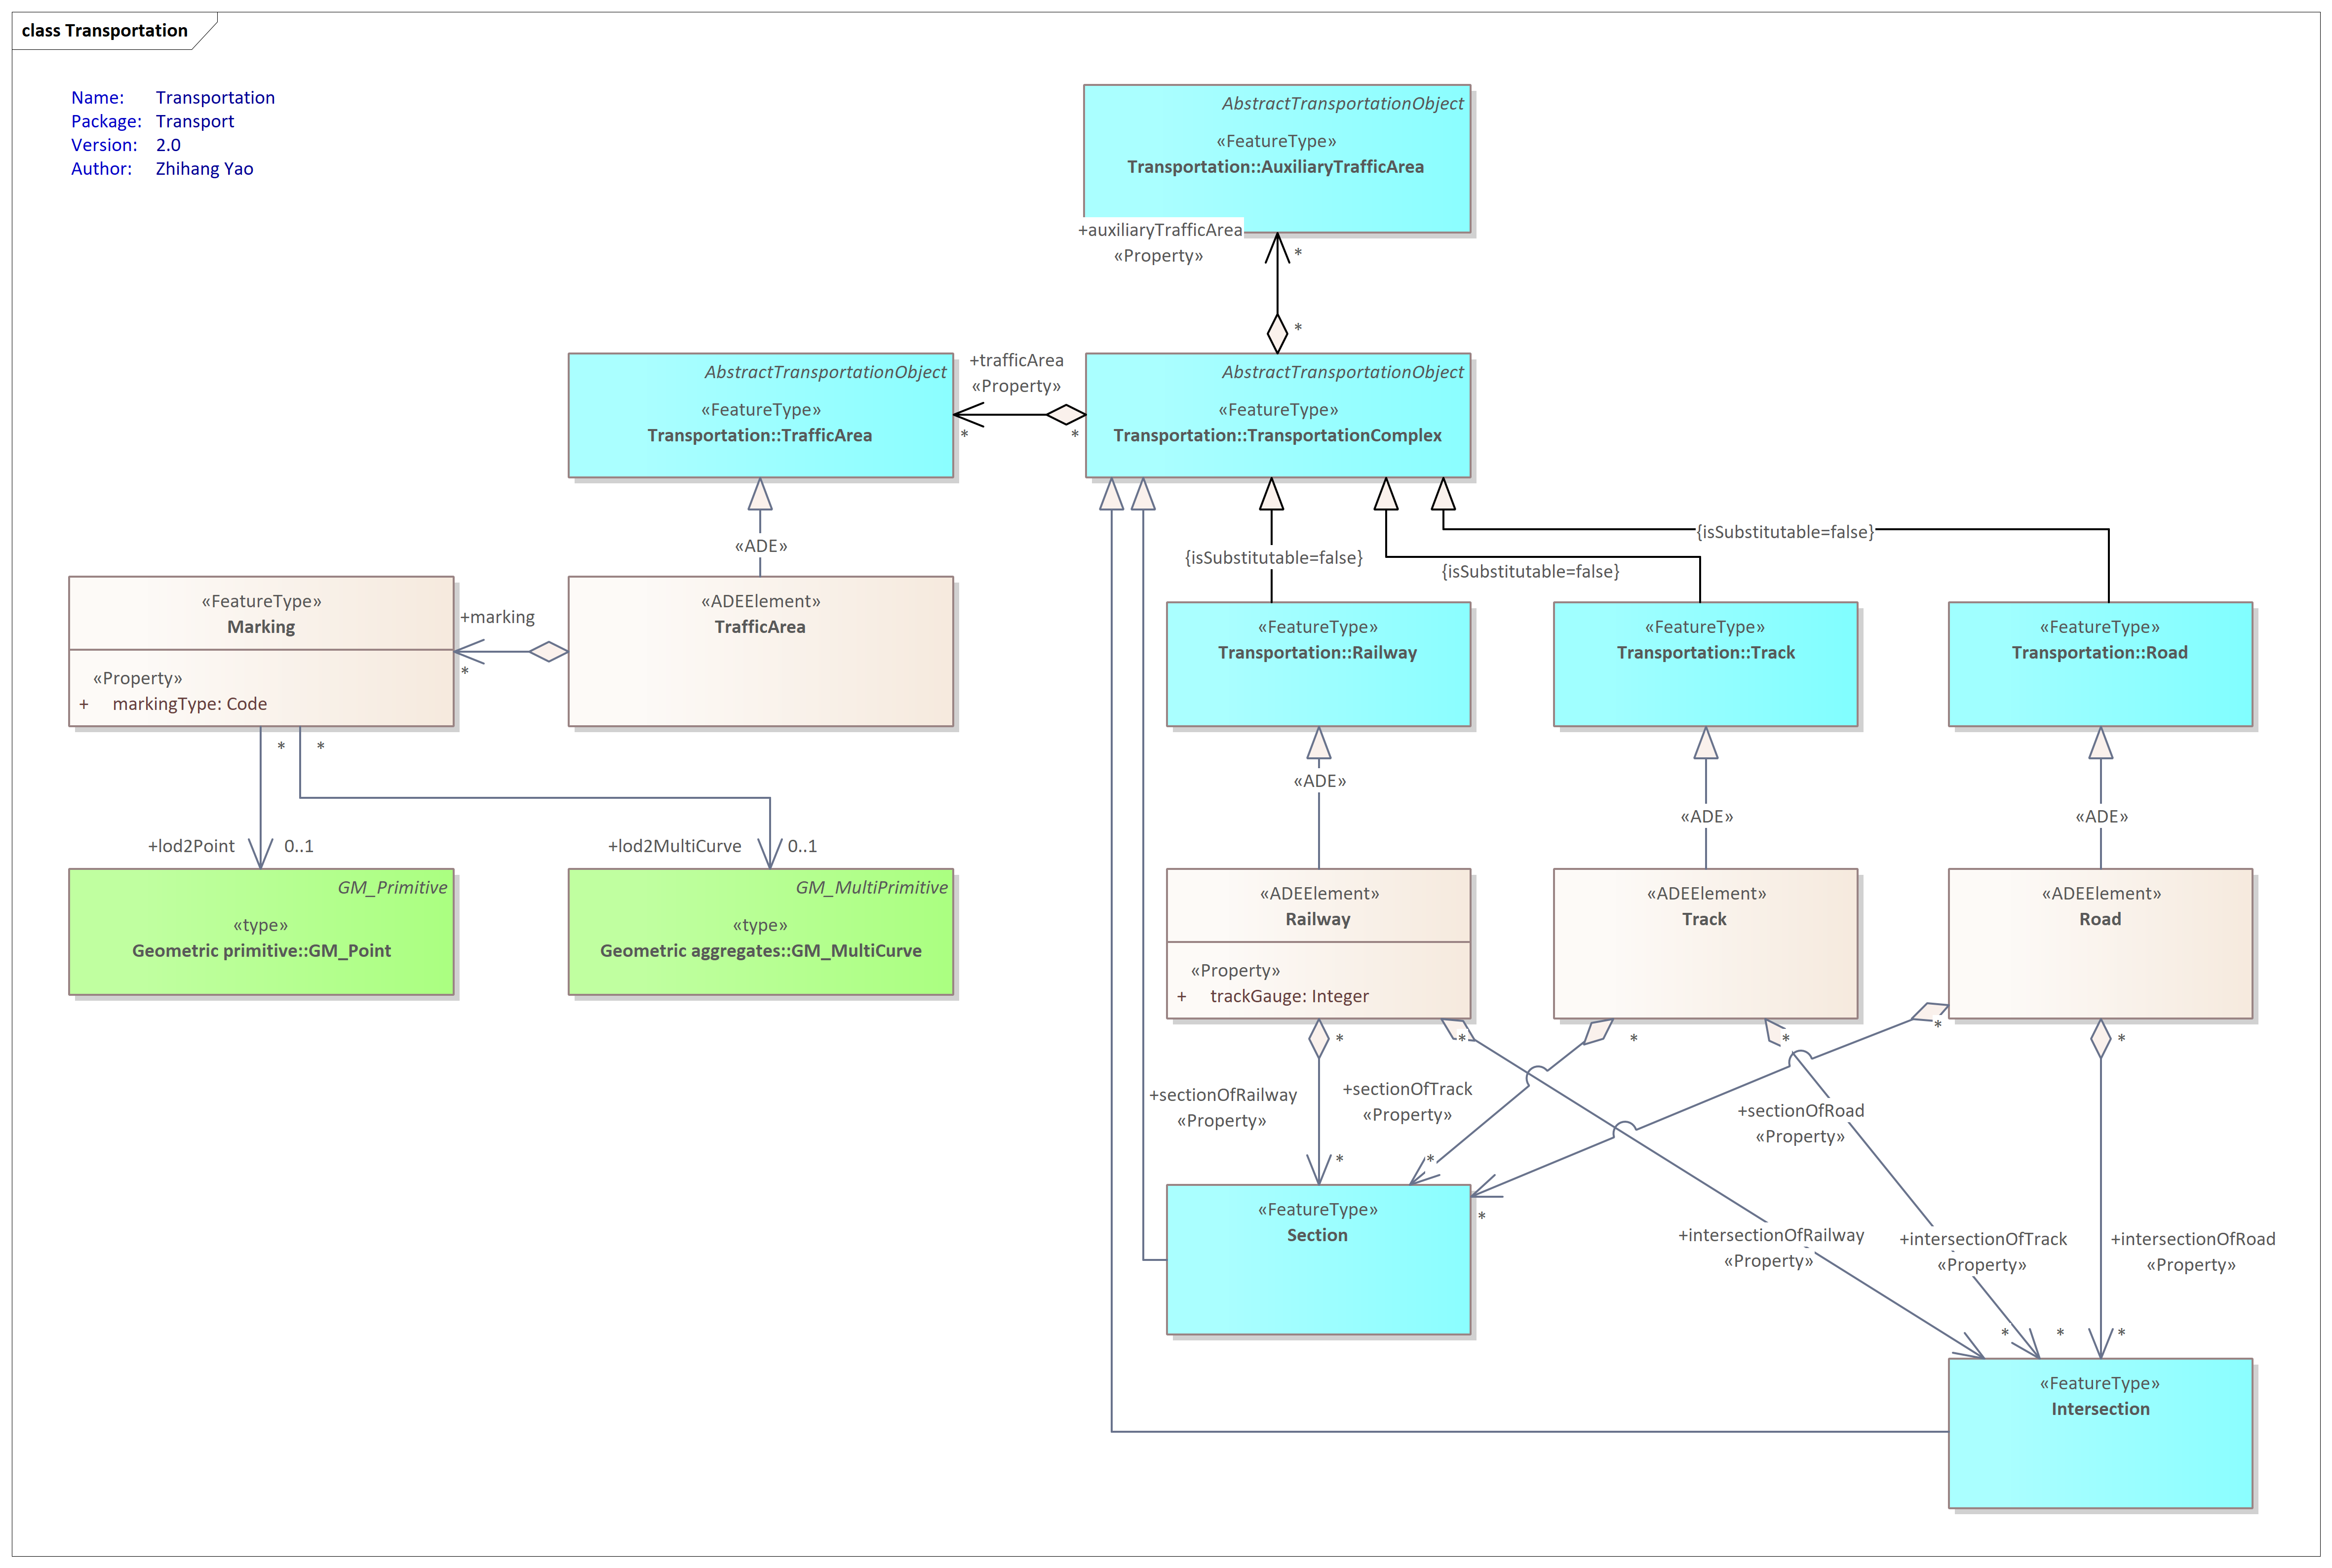 class Transportation
Name: Transportation
Package: Transport
Version: 2.0
Author: Zhihang Yao
AbstractTransportationObject
«FeatureType»
Transportation::AuxiliaryTrafficArea
+auxiliaryTrafficArea
«Property»
*
*
AbstractTransportationObject
«FeatureType»
Transportation::TrafficArea
+trafficArea
«Property»
*
*
AbstractTransportationObject
«FeatureType»
Transportation::TransportationComplex
«ADE»
{isSubstitutable=false}
{isSubstitutable=false}
{isSubstitutable=false}
«FeatureType»
Marking
«Property»
+ markingType: Code
+marking
*
«ADEElement»
TrafficArea
«FeatureType»
Transportation::Railway
«FeatureType»
Transportation::Track
«FeatureType»
Transportation::Road
*
*
«ADE»
«ADE»
«ADE»
+lod2Point
0..1
+lod2MultiCurve
0..1
GM_Primitive
«type»
Geometric primitive::GM_Point
GM_MultiPrimitive
«type»
Geometric aggregates::GM_MultiCurve
«ADEElement»
Railway
«Property»
+ trackGauge: Integer
«ADEElement»
Track
«ADEElement»
Road
*
*
*
*
*
*
+sectionOfRailway
«Property»
+sectionOfTrack
«Property»
+sectionOfRoad
«Property»
*
*
*
«FeatureType»
Section
+intersectionOfRailway
«Property»
+intersectionOfTrack
«Property»
+intersectionOfRoad
«Property»
*
*
*
«FeatureType»
Intersection